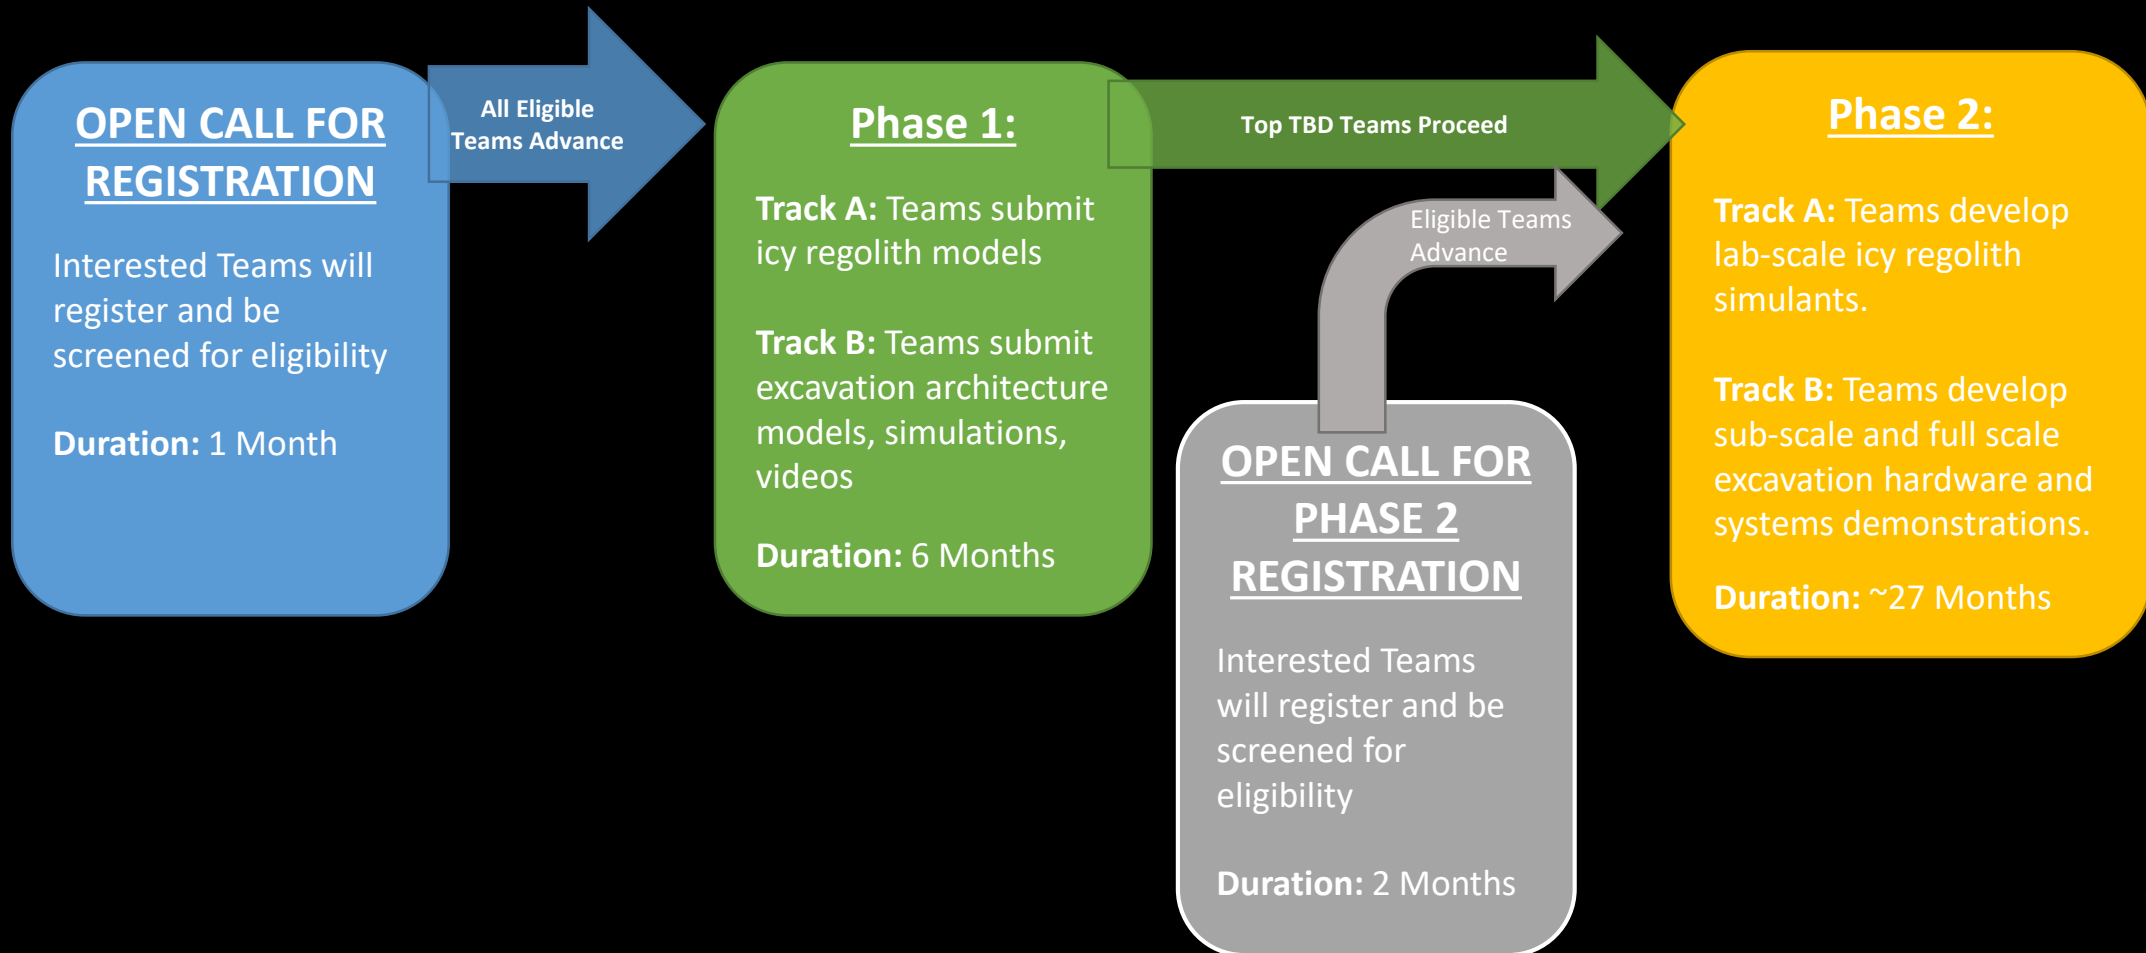 OPEN CALL FOR
REGISTRATION
Interested Teams will
register and be
screened for eligibility
Duration: 1 Month
All Eligible
Teams Advance
Phase 1:
Track A: Teams submit
icy regolith models
Track B: Teams submit
excavation architecture
models, simulations,
videos
Duration: 6 Months
Top TBD Teams Proceed
Eligible Teams
Advance
OPEN CALL FOR
PHASE 2
REGISTRATION
Interested Teams
will register and be
screened for
eligibility
Duration: 2 Months
Phase 2:
Track A: Teams develop
lab-scale icy regolith
simulants.
Track B: Teams develop
sub-scale and full scale
excavation hardware and
systems demonstrations.
Duration: ~27 Months